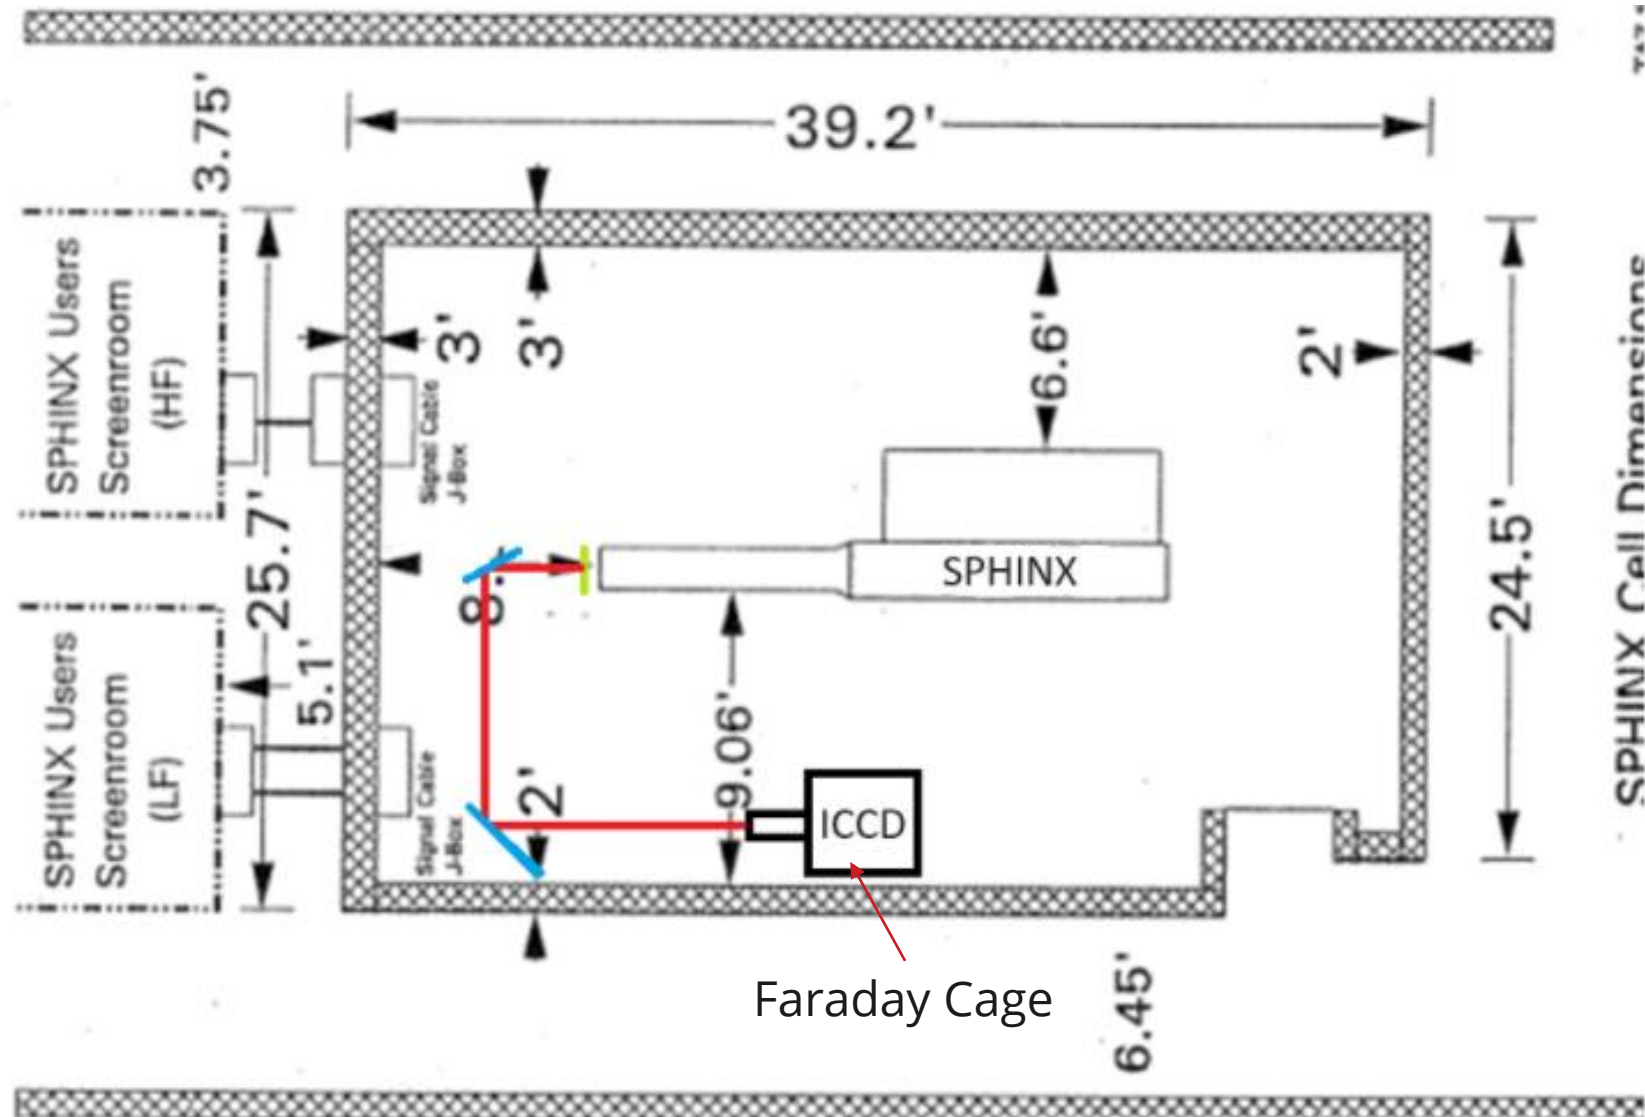 39.2'
3.75'
SPHINX Users
Screenroom
(HF)
3'
3'
Signal Cable
J-Box
6.6'
2'
25.7'
24.5'
SPHINX
SPHINX Users
Screenroom
(LF)
5.1'
Signal Cable
J-Box
2'
9.06'
ICCD
Faraday Cage
6.45'
SPHINX Cell Dimensions